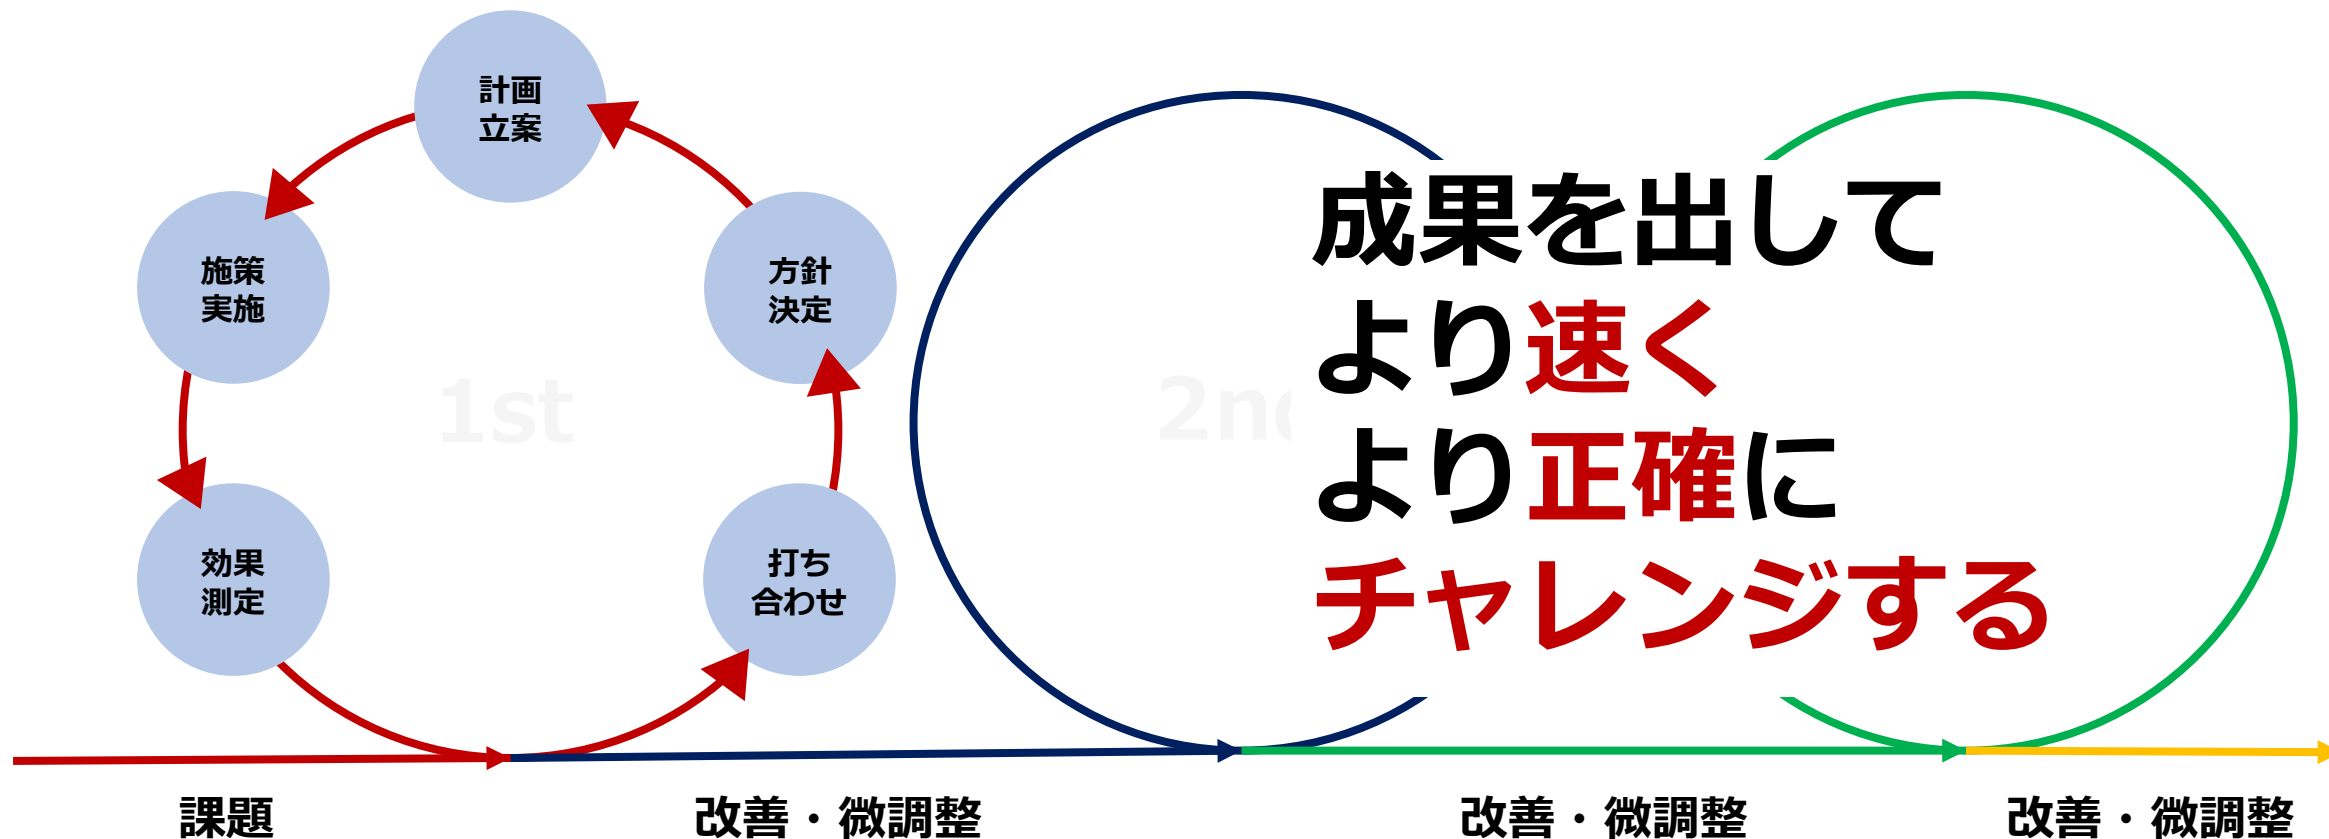 計画
立案
施策
実施
方針
決定
1st
効果
測定
打ち
合わせ
成果を出して
より速く
より正確に
チャレンジする
課題
改善・微調整
改善・微調整
改善・微調整